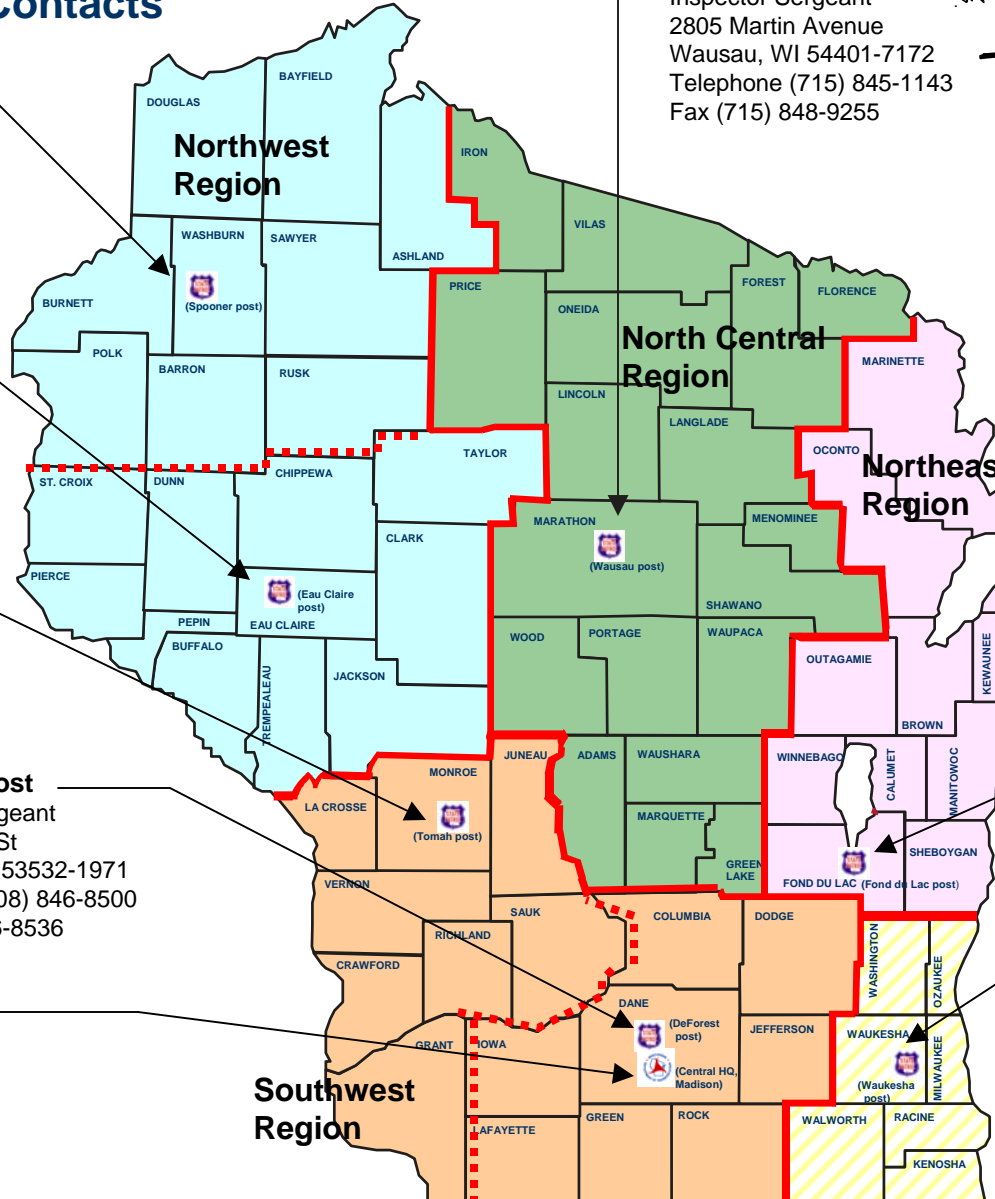 Contacts
Inspector Sergeant
2805 Martin Avenue
Wausau, WI 54401-7172
Telephone (715) 845-1143
Fax (715) 848-9255
BAYFIELD
DOUGLAS
Northwest
Region
IRON
VILAS
WASHBURN
SAWYER
ASHLAND
PRICE
FOREST
FLORENCE
BURNETT
(Spooner post)
ONEIDA
North Central
Region
POLK
BARRON
RUSK
MARINETTE
LINCOLN
LANGLADE
TAYLOR
OCONTO
Northeas
Region
ST. CROIX
DUNN
CHIPPEWA
MARATHON
MENOMINEE
CLARK
(Wausau post)
PIERCE
(Eau Claire
post)
SHAWANO
PEPIN
EAU CLAIRE
BUFFALO
WOOD
PORTAGE
WAUPACA
OUTAGAMIE
KEWAUNEE
TREMPEALEAU
JACKSON
BROWN
JUNEAU
ADAMS
WAUSHARA
WINNEBAGO
CALUMET
MANITOWOC
MONROE
LA CROSSE
(Tomah post)
MARQUETTE
GREEN
LAKE
SHEBOYGAN
FOND DU LAC
(Fond du Lac post)
ost
geant
St
53532-1971
08) 846-8500
6-8536
VERNON
SAUK
COLUMBIA
DODGE
RICHLAND
WASHINGTON
OZAUKEE
CRAWFORD
DANE
(DeForest
post)
JEFFERSON
WAUKESHA
MILWAUKEE
GRANT
IOWA
(Central HQ,
Madison)
(Waukesha
post)
Southwest
Region
LAFAYETTE
GREEN
ROCK
WALWORTH
RACINE
KENOSHA